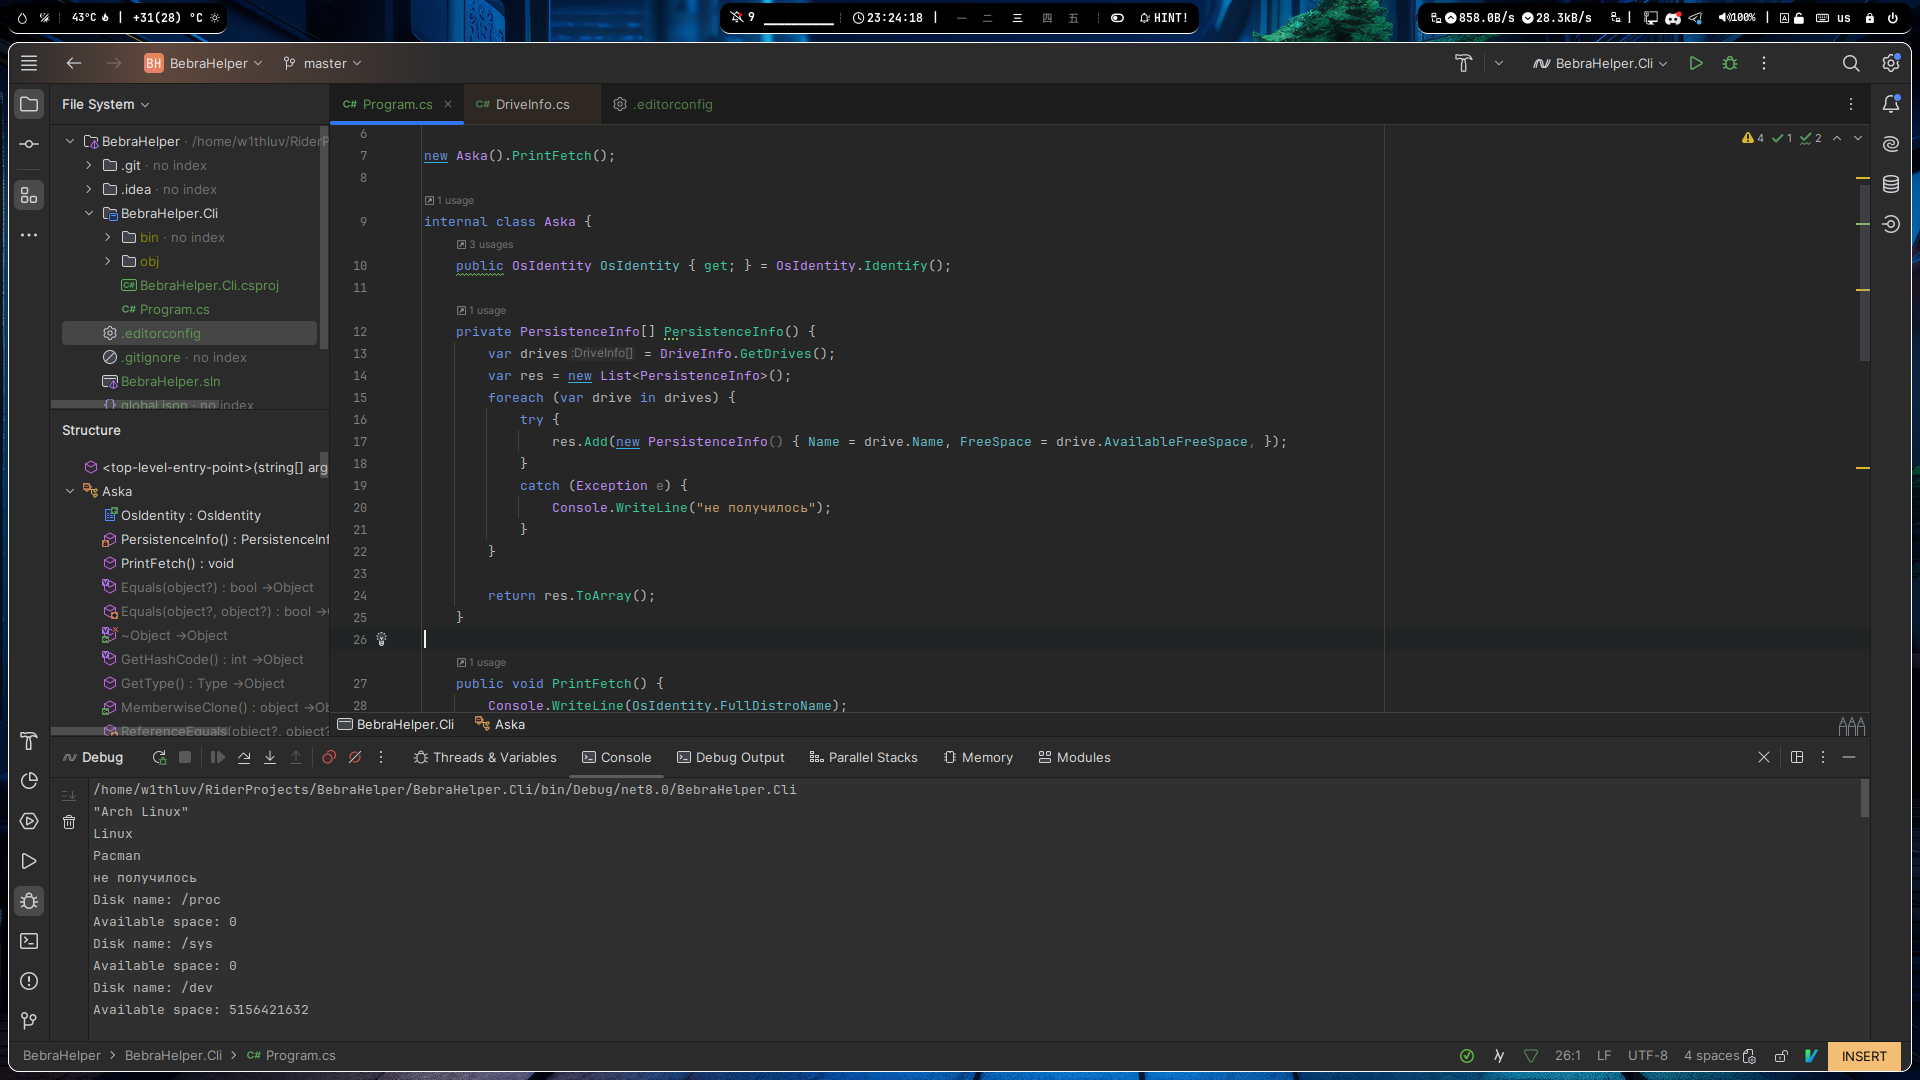 43°C
+31(28) °C
9
23:24:18
一 二 三 四 五
HINT!
858.0B/s 28.3kB/s
100%
us
BH BebraHelper
master
BebraHelper.Cli
File System
C# Program.cs
C# DriveInfo.cs
.editorconfig
BebraHelper · /home/w1thluv/RiderP
.git · no index
.idea · no index
BebraHelper.Cli
bin · no index
obj
C# BebraHelper.Cli.csproj
C# Program.cs
.editorconfig
.gitignore · no index
BebraHelper.sln
global.json · no index
Structure
<top-level-entry-point>(string[] arg
Aska
OsIdentity : OsIdentity
PersistenceInfo() : PersistenceInf
PrintFetch() : void
Equals(object?) : bool →Object
Equals(object?, object?) : bool →
~Object →Object
GetHashCode() : int →Object
GetType() : Type →Object
MemberwiseClone() : object →Ob
ReferenceEquals(object?, object?
4 1 2
6
7 new Aska().PrintFetch();
8
1 usage
9 internal class Aska {
3 usages
10 public OsIdentity OsIdentity { get; } = OsIdentity.Identify();
11
1 usage
12 private PersistenceInfo[] PersistenceInfo() {
13 var drives :DriveInfo[] = DriveInfo.GetDrives();
14 var res = new List<PersistenceInfo>();
15 foreach (var drive in drives) {
16 try {
17 res.Add(new PersistenceInfo() { Name = drive.Name, FreeSpace = drive.AvailableFreeSpace, });
18 }
19 catch (Exception e) {
20 Console.WriteLine("не получилось");
21 }
22 }
23
24 return res.ToArray();
25 }
26
1 usage
27 public void PrintFetch() {
28 Console.WriteLine(OsIdentity.FullDistroName);
BebraHelper.Cli Aska
Debug
Threads & Variables
Console
Debug Output
Parallel Stacks
Memory
Modules
/home/w1thluv/RiderProjects/BebraHelper/BebraHelper.Cli/bin/Debug/net8.0/BebraHelper.Cli
"Arch Linux"
Linux
Pacman
не получилось
Disk name: /proc
Available space: 0
Disk name: /sys
Available space: 0
Disk name: /dev
Available space: 5156421632
BebraHelper > BebraHelper.Cli > C# Program.cs
26:1 LF UTF-8 4 spaces
INSERT